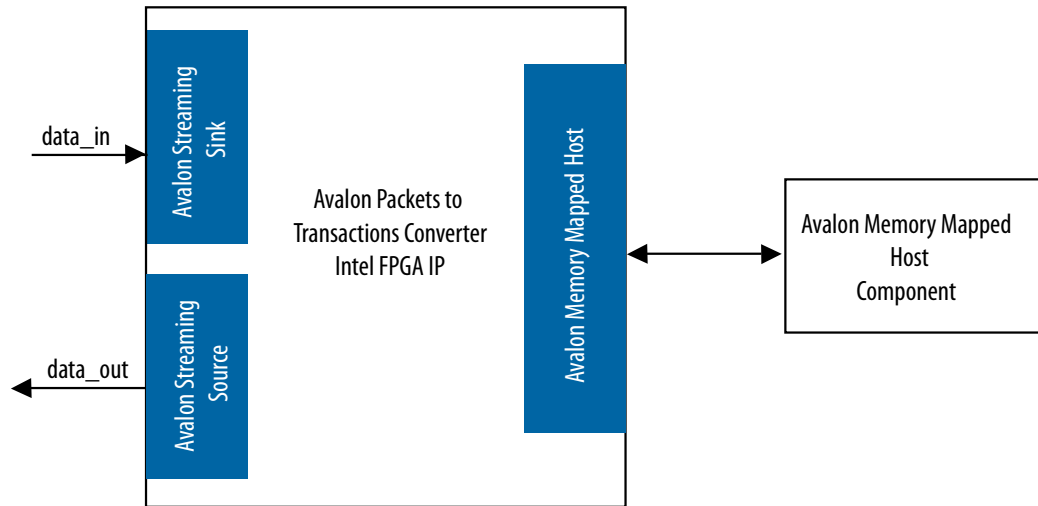 data_in
Avalon Streaming
Sink
data_out
Avalon Streaming
Source
Avalon Packets to
Transactions Converter
Intel FPGA IP
Avalon Memory Mapped Host
Avalon Memory Mapped
Host
Component